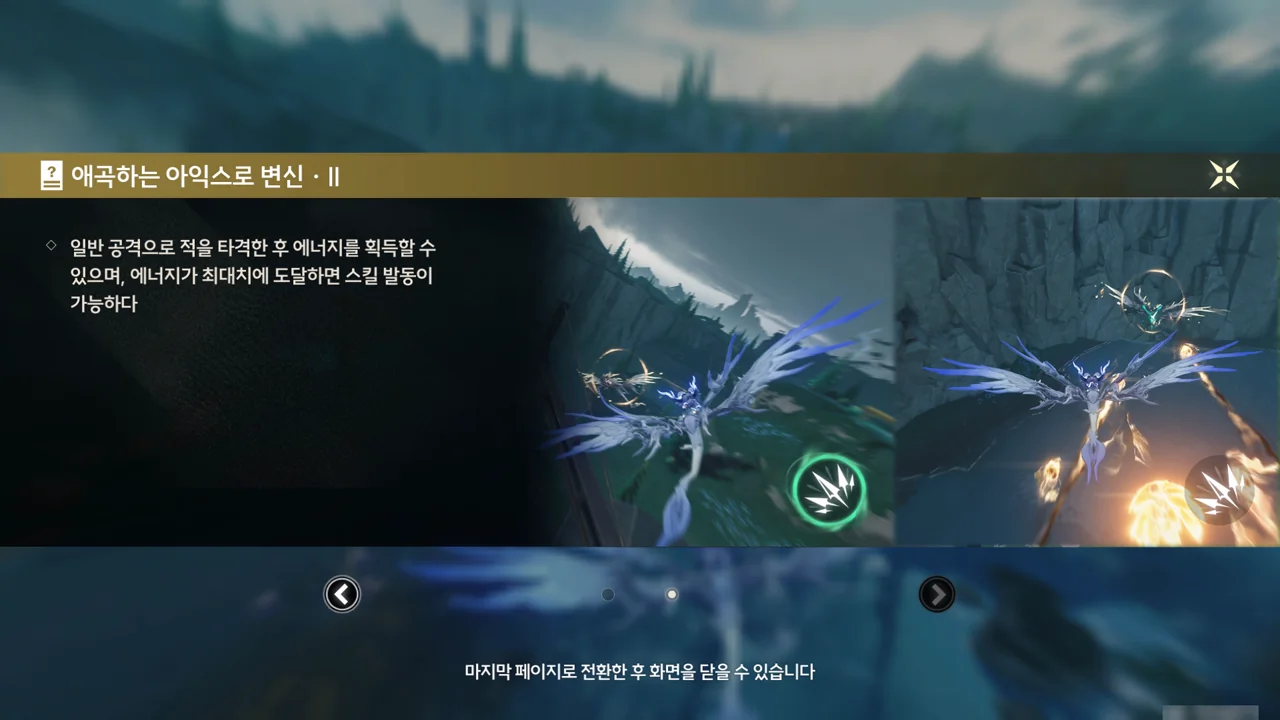 애곡하는 아익스로 변신 · II
◇ 일반 공격으로 적을 타격한 후 에너지를 획득할 수
있으며, 에너지가 최대치에 도달하면 스킬 발동이
가능하다
마지막 페이지로 전환한 후 화면을 닫을 수 있습니다